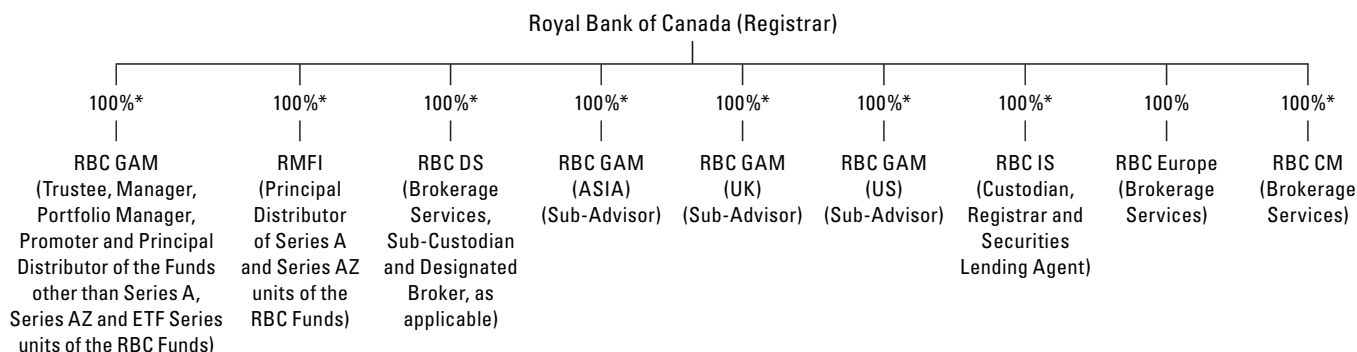 Royal Bank of Canada (Registrar)
100%*
100%*
100%*
100%*
100%*
100%*
100%*
100%
100%*
RBC GAM
(Trustee, Manager,
Portfolio Manager,
Promoter and Principal
Distributor of the Funds
other than Series A,
Series AZ and ETF Series
units of the RBC Funds)
RMFI
(Principal
Distributor
of Series A
and Series AZ
units of the
RBC Funds)
RBC DS
(Brokerage
Services,
Sub-Custodian
and Designated
Broker, as
applicable)
RBC GAM
(ASIA)
(Sub-Advisor)
RBC GAM
(UK)
(Sub-Advisor)
RBC GAM
(US)
(Sub-Advisor)
RBC IS
(Custodian,
Registrar and
Securities
Lending Agent)
RBC Europe
(Brokerage
Services)
RBC CM
(Brokerage
Services)